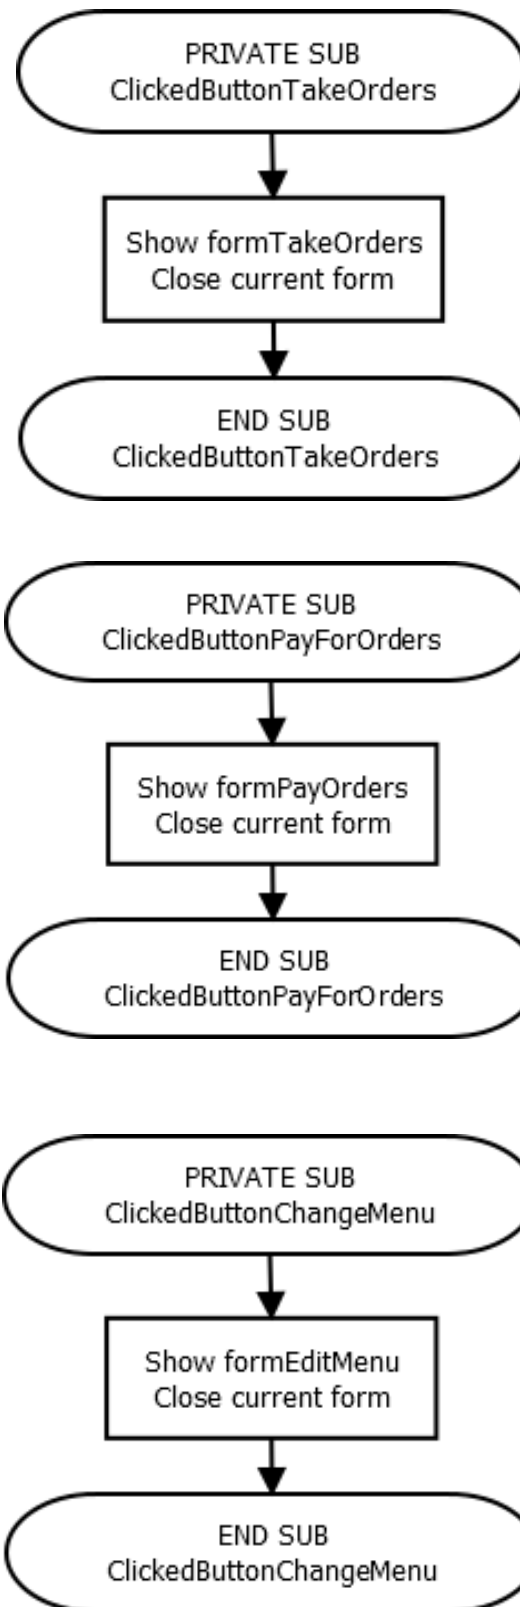 PRIVATE SUB
ClickedButtonTakeOrders
Show formTakeOrders
Close current form
END SUB
ClickedButtonTakeOrders
PRIVATE SUB
ClickedButtonPayForOrders
Show formPayOrders
Close current form
END SUB
ClickedButtonPayForOrders
PRIVATE SUB
ClickedButtonChangeMenu
Show formEditMenu
Close current form
END SUB
ClickedButtonChangeMenu